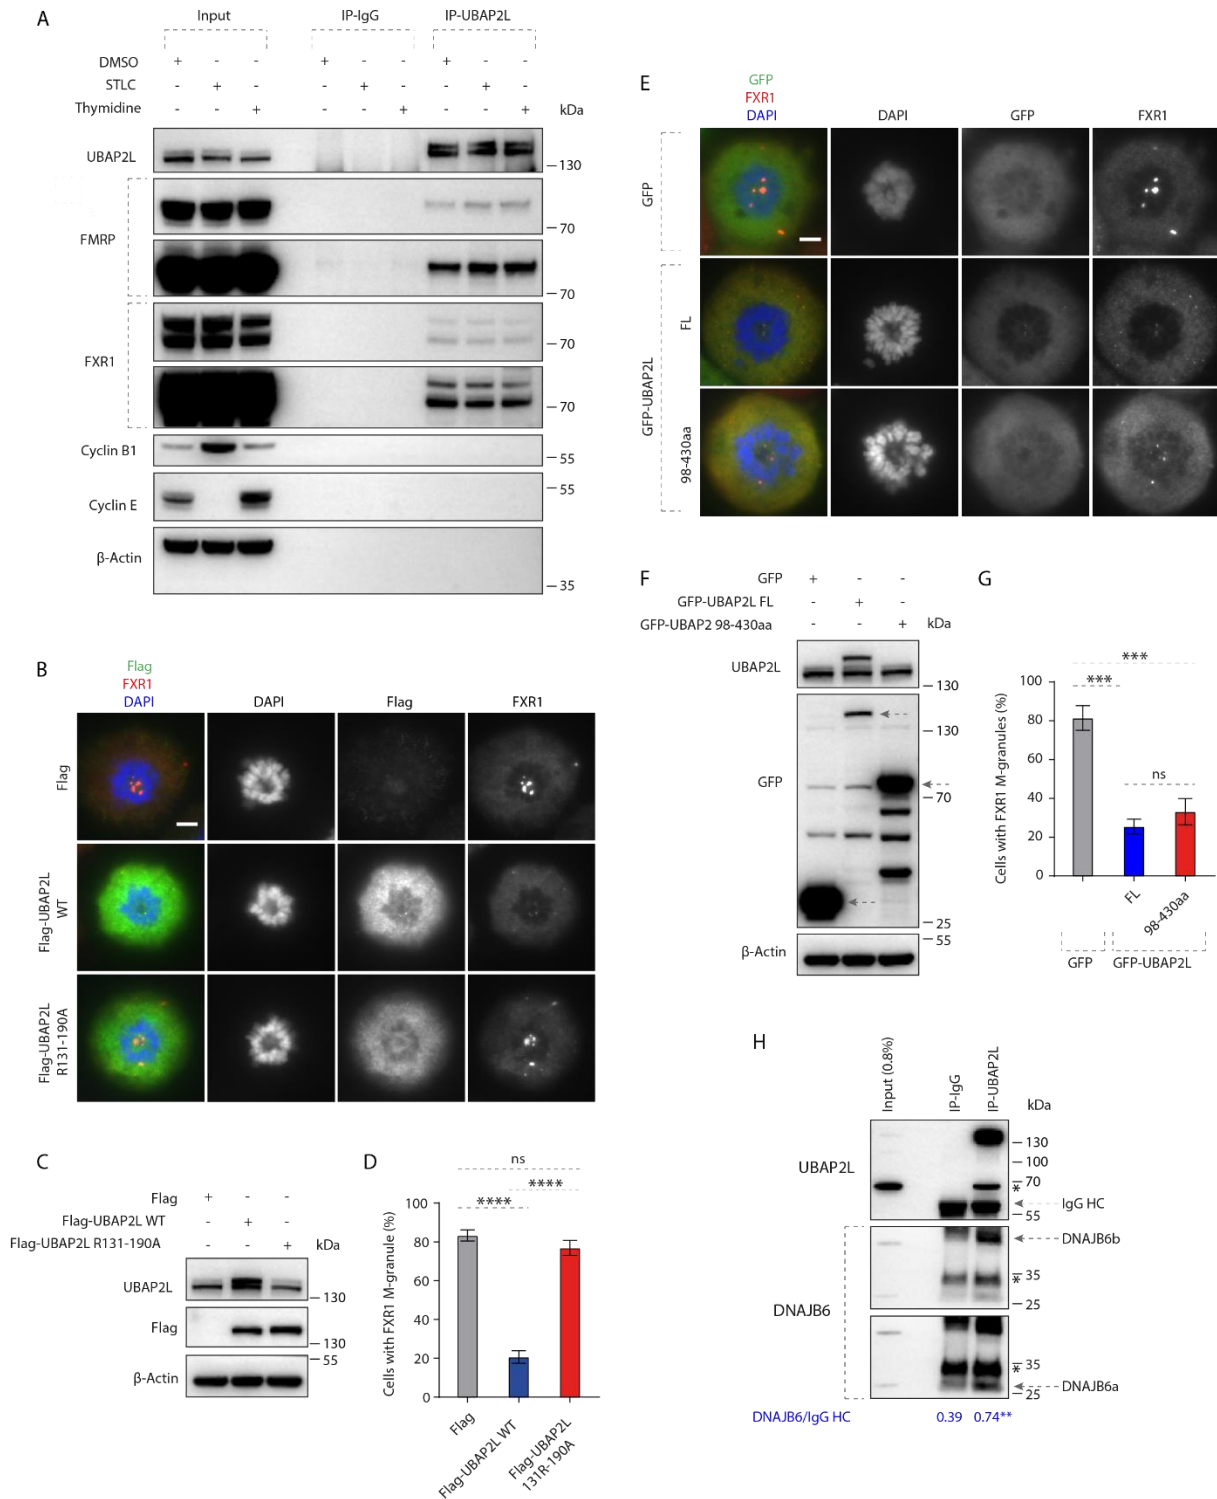 A
Input
IP-IgG
IP-UBAP2L
DMSO + - - + - - + - -
STLC - + - - + - - + -
Thymidine - - + - - + - - + kDa
UBAP2L
130
FMRP
70
70
FXR1
70
70
Cyclin B1
55
Cyclin E
55
β-Actin
35
B
Flag
FXR1
DAPI
DAPI
Flag
FXR1
Flag
Flag-UBAP2L
WT
Flag-UBAP2L
R131-190A
C
Flag + - -
Flag-UBAP2L WT - + -
Flag-UBAP2L R131-190A - - + kDa
UBAP2L
130
Flag
130
55
β-Actin
D
ns
**** ****
Cells with FXR1 M-granule (%)
100
80
60
40
20
0
Flag
Flag-UBAP2L WT
Flag-UBAP2L
131R-190A
E
GFP
FXR1
DAPI
DAPI
GFP
FXR1
GFP
GFP-UBAP2L
FL
98-430aa
F
GFP + - -
GFP-UBAP2L FL - + -
GFP-UBAP2 98-430aa - - + kDa
UBAP2L
130
GFP
130
70
25
55
β-Actin
G
***
***
ns
Cells with FXR1 M-granules (%)
100
80
60
40
20
0
FL
98-430aa
GFP
GFP-UBAP2L
H
Input (0.8%)
IP-IgG
IP-UBAP2L
kDa
UBAP2L
130
100
70
*
IgG HC
55
DNAJB6
DNAJB6b
35
*
25
35
*
DNAJB6a
25
DNAJB6/IgG HC 0.39 0.74**